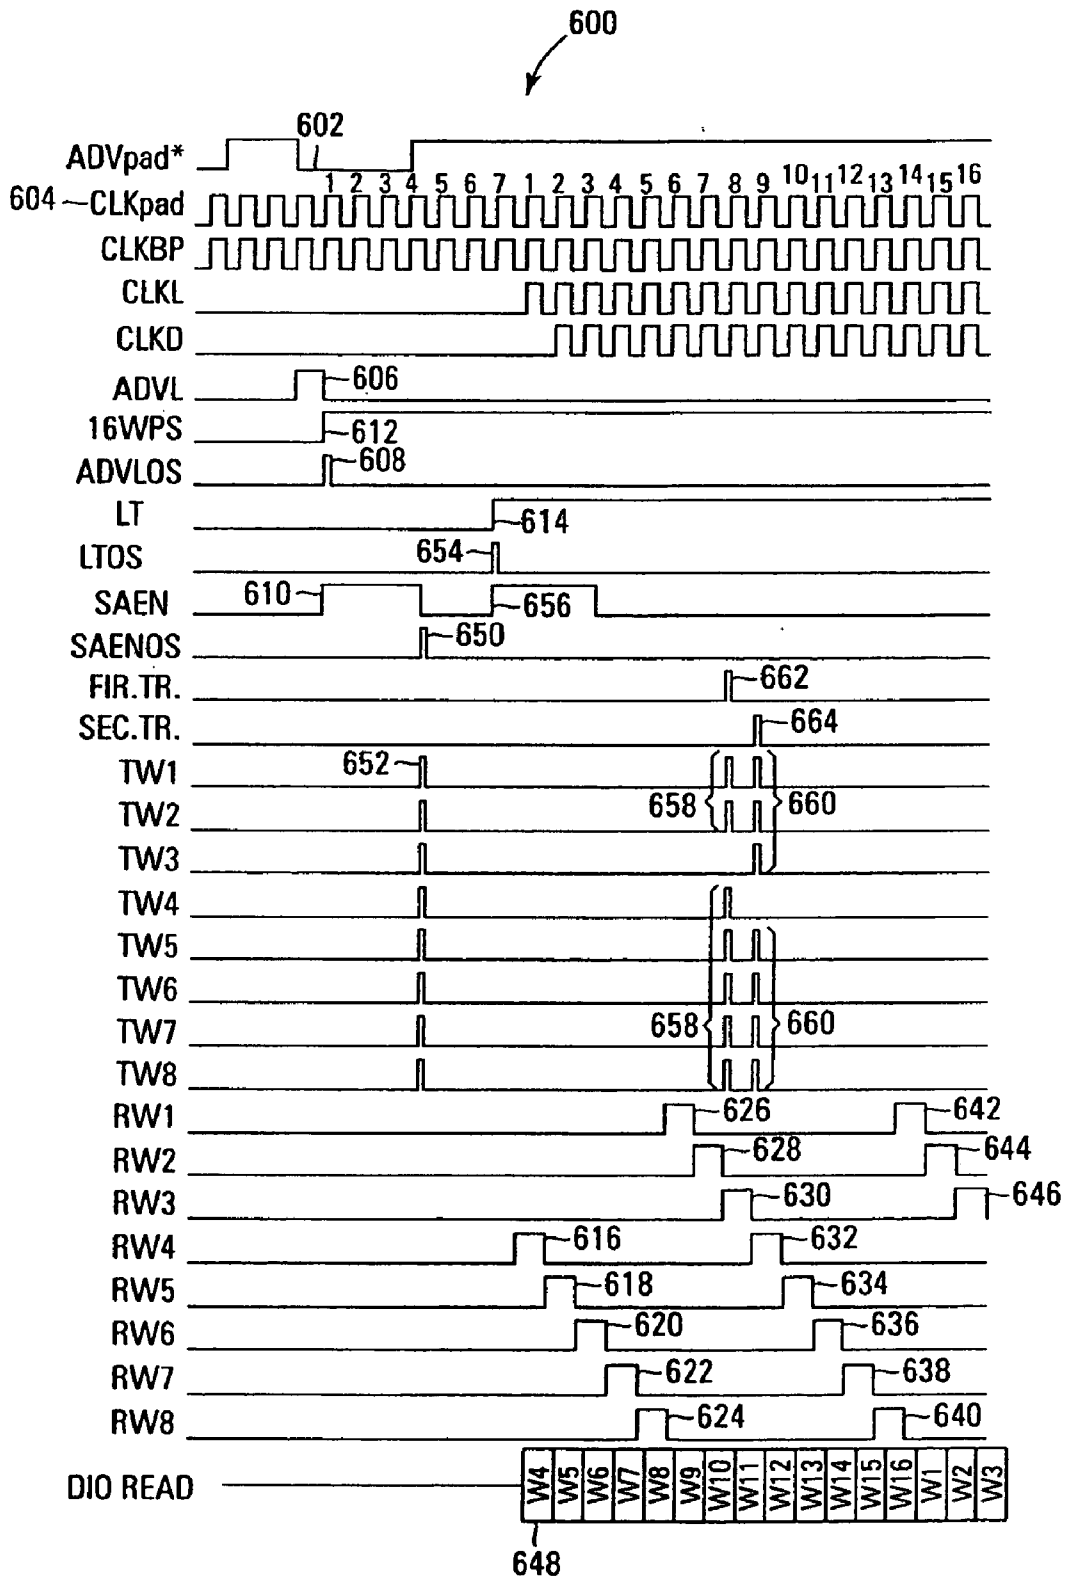 600
602
ADVpad*
1 2 3 4 5 6 7 1 2 3 4 5 6 7 8 9 10 11 12 13 14 15 16
604 CLKpad
CLKBP
CLKL
CLKD
ADVL 606
16WPS 612
ADVLOS 608
LT 614
LTOS 654
SAEN 610 656
SAENOS 650
FIR.TR. 662
SEC.TR. 664
TW1 652
658 660
TW2
TW3
TW4
TW5
TW6
TW7 658 660
TW8
RW1 626 642
RW2 628 644
RW3 630 646
RW4 616 632
RW5 618 634
RW6 620 636
RW7 622 638
RW8 624 640
DIO READ W4 W5 W6 W7 W8 W9 W10 W11 W12 W13 W14 W15 W16 W1 W2 W3
648